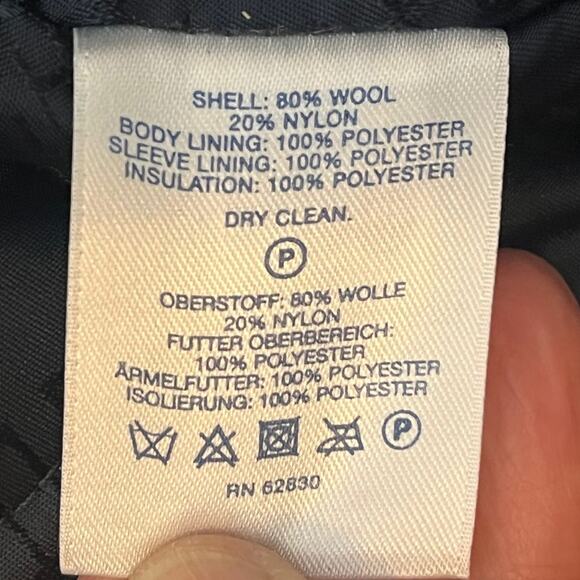 SHELL: 80% WOOL
20% NYLON
BODY LINING: 100% POLYESTER
SLEEVE LINING: 100% POLYESTER
INSULATION: 100% POLYESTER
DRY CLEAN.
P
OBERSTOFF: 80% WOLLE
20% NYLON
FUTTER OBERBEREICH:
100% POLYESTER
ÄRMELFUTTER: 100% POLYESTER
ISOLIERUNG: 100% POLYESTER
P
RN 62830